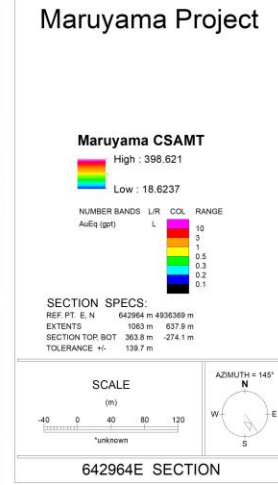 Maruyama Project
Maruyama CSAMT
High : 398.621
Low : 18.6237
NUMBER BANDS L/R COL RANGE
AuEq (gpt) L
10
3
1
0.5
0.3
0.2
0.1
SECTION SPECS:
REF. PT. E, N 642964 m 4936369 m
EXTENTS 1063 m 637.9 m
SECTION TOP, BOT 363.8 m -274.1 m
TOLERANCE +/- 139.7 m
SCALE
(m)
-40 0 40 80 120
*unknown
AZIMUTH = 145°
N
W E
S
642964E SECTION